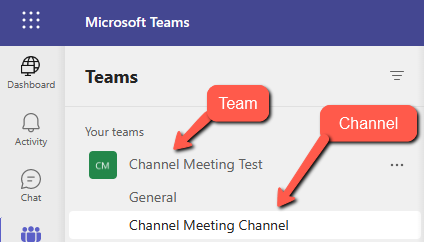 Microsoft Teams
Dashboard
Activity
Chat
Teams
Team
Channel
Your teams
CM
Channel Meeting Test
General
Channel Meeting Channel